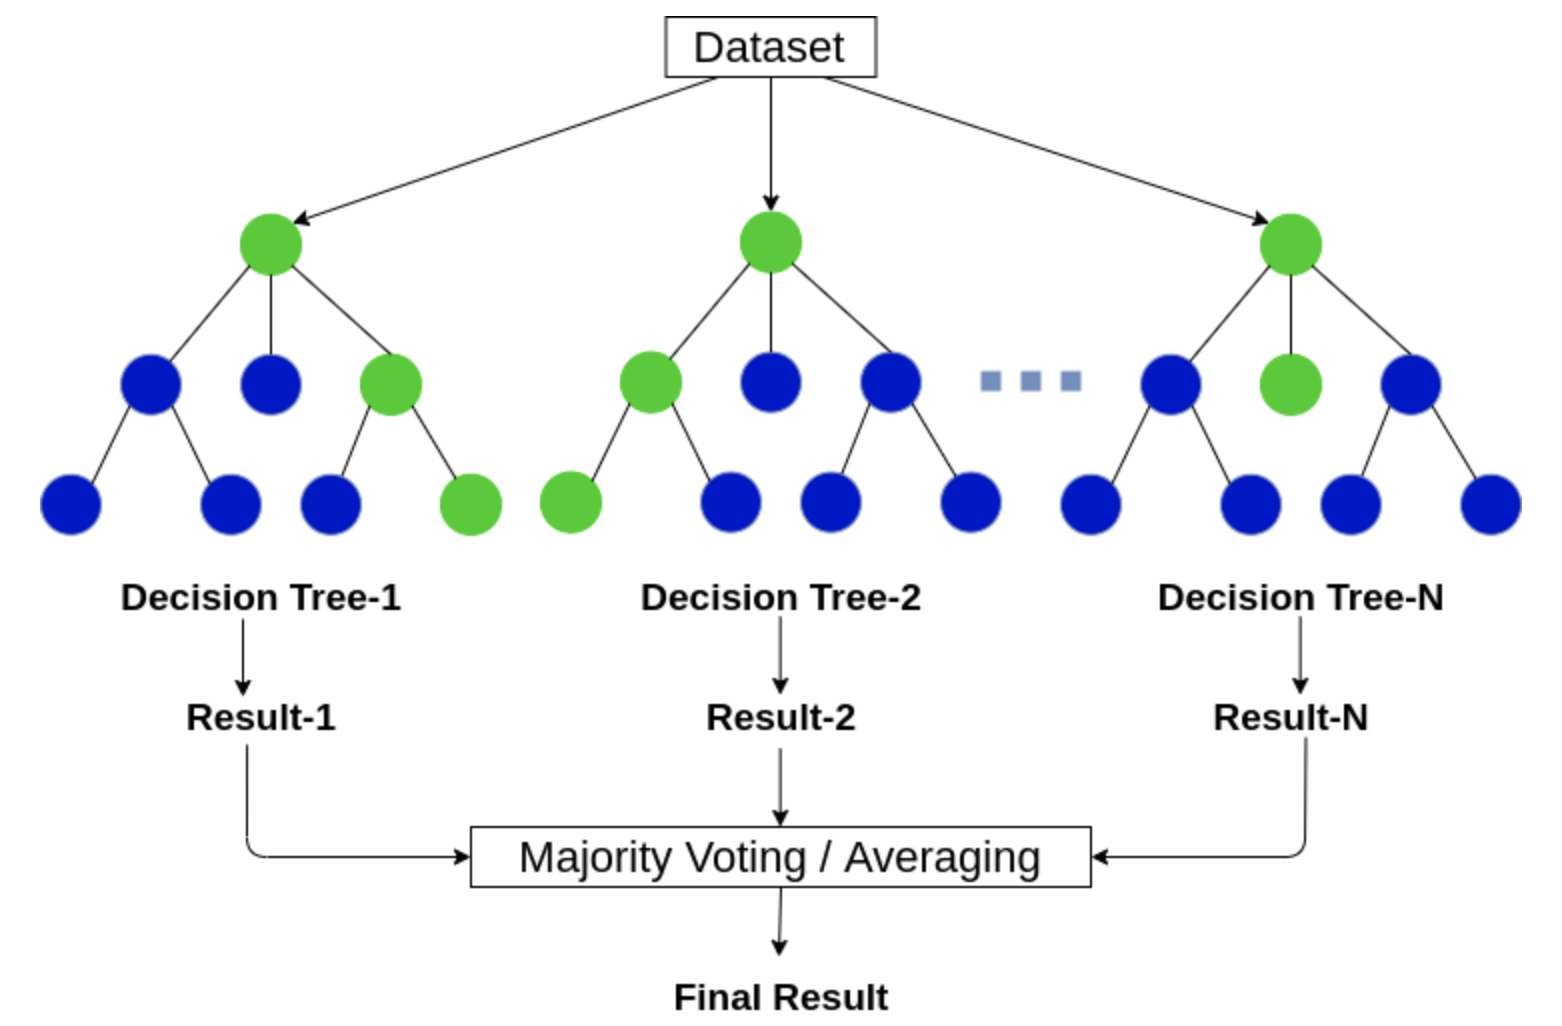 Dataset
Decision Tree-1
Decision Tree-2
Decision Tree-N
Result-1
Result-2
Result-N
Majority Voting / Averaging
Final Result